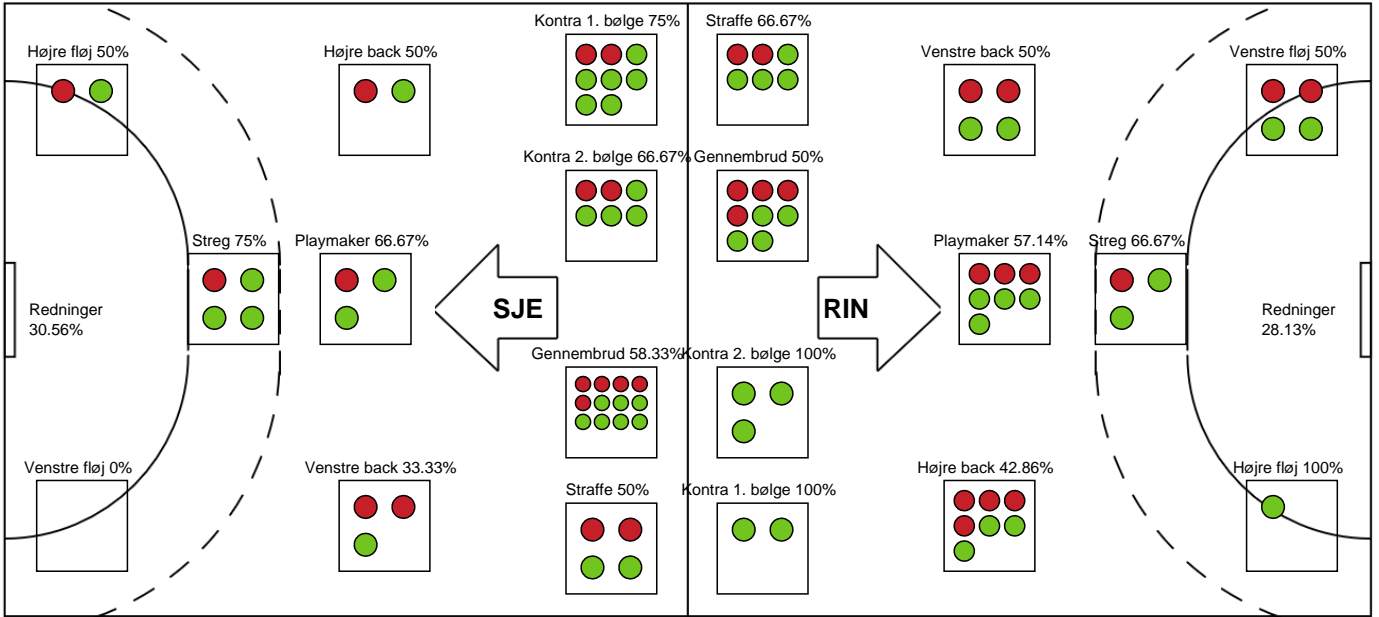 Kontra 1. bølge 75%
Straffe 66.67%
Højre fløj 50%
Højre back 50%
Venstre back 50%
Venstre fløj 50%
Kontra 2. bølge 66.67%
Gennembrud 50%
Streg 75%
Playmaker 66.67%
Playmaker 57.14%
Streg 66.67%
Redninger
30.56%
SJE
RIN
Redninger
28.13%
Gennembrud 58.33%
Kontra 2. bølge 100%
Venstre fløj 0%
Venstre back 33.33%
Straffe 50%
Kontra 1. bølge 100%
Højre back 42.86%
Højre fløj 100%